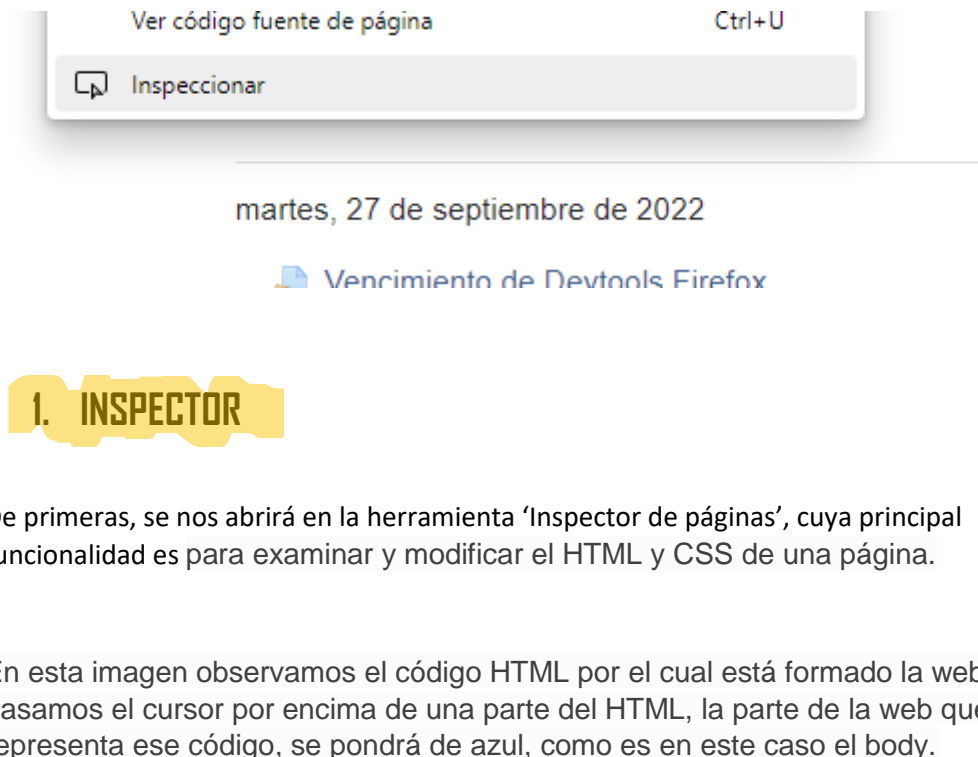 Ver código fuente de página Ctrl+U
Inspeccionar
martes, 27 de septiembre de 2022
Vencimiento de Devtools Firefox
1. INSPECTOR
De primeras, se nos abrirá en la herramienta ‘Inspector de páginas’, cuya principal
funcionalidad es para examinar y modificar el HTML y CSS de una página.
En esta imagen observamos el código HTML por el cual está formado la web
pasamos el cursor por encima de una parte del HTML, la parte de la web que
representa ese código, se pondrá de azul, como es en este caso el body.